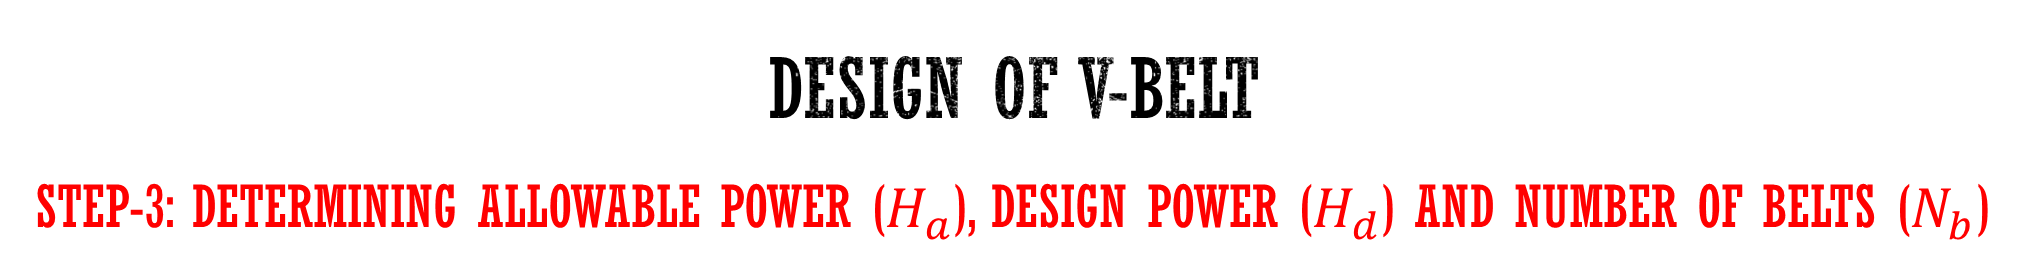 DESIGN OF V-BELT
STEP-3: DETERMINING ALLOWABLE POWER (H_a), DESIGN POWER (H_d) AND NUMBER OF BELTS (N_b)